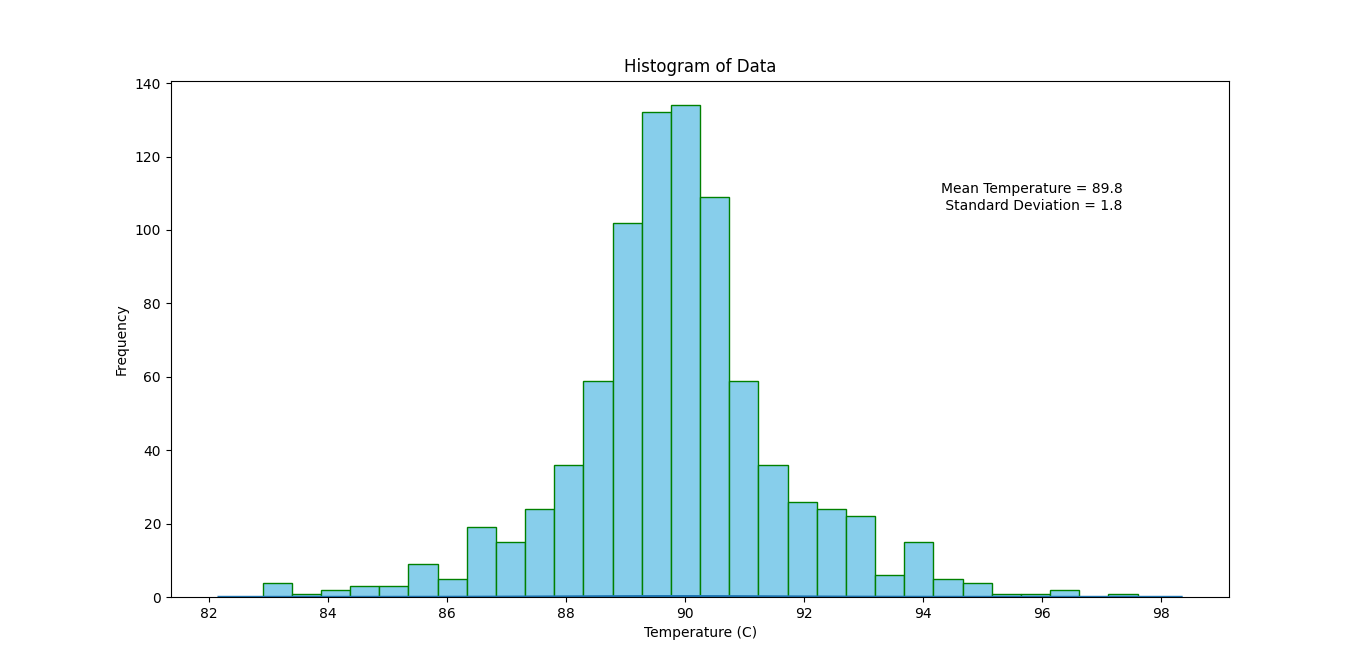 Histogram of Data
140
120
100
80
60
40
20
0
Frequency
Mean Temperature = 89.8
Standard Deviation = 1.8
82 84 86 88 90 92 94 96 98
Temperature (C)